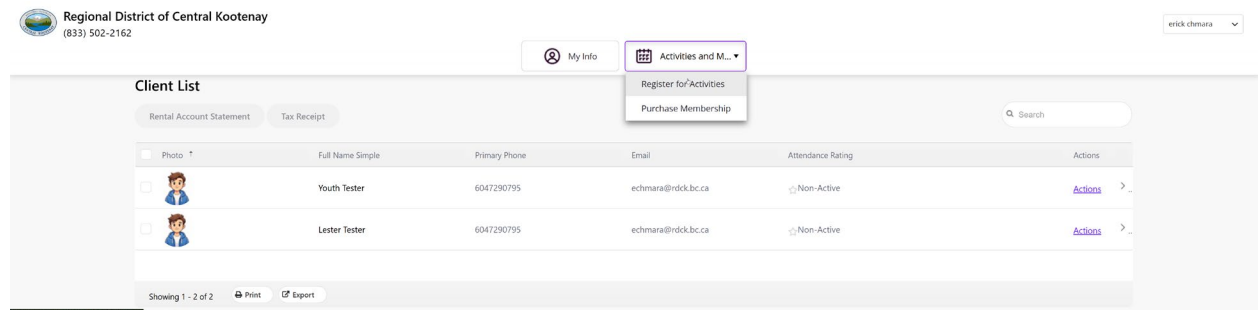 Regional District of Central Kootenay
(833) 502-2162
erick chmara
My Info
Activities and M...
Register for Activities
Purchase Membership
Client List
Rental Account Statement Tax Receipt
Search
Photo Full Name Simple Primary Phone Email Attendance Rating Actions
Youth Tester 6047290795 echmara@rdck.bc.ca Non-Active Actions
Lester Tester 6047290795 echmara@rdck.bc.ca Non-Active Actions
Showing 1 - 2 of 2 Print Export